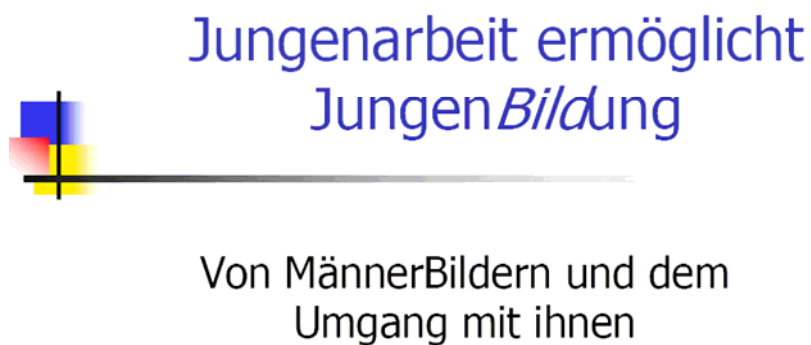 Jungenarbeit ermöglicht
JungenBildung
Von MännerBildern und dem
Umgang mit ihnen